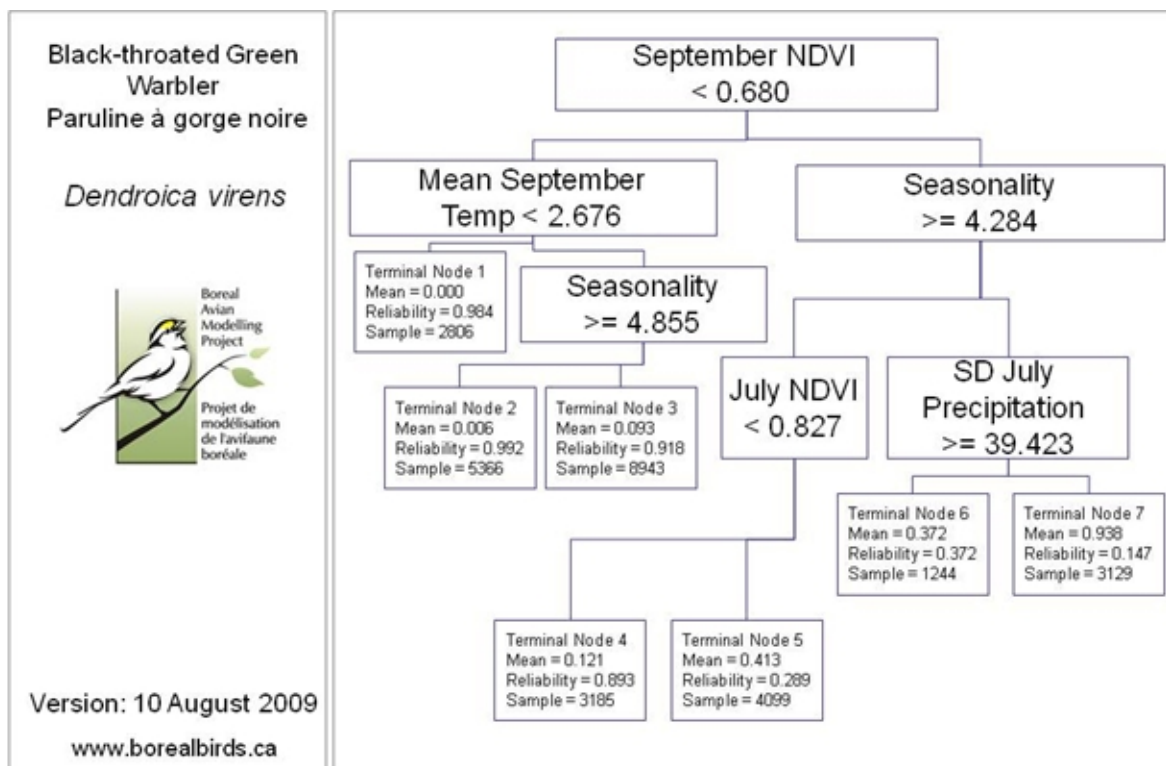 Black-throated Green
Warbler
Paruline à gorge noire
Dendroica virens
Boreal
Avian
Modelling
Project
Projet de
modélisation
de l'avifaune
boréale
Version: 10 August 2009
www.borealbirds.ca
September NDVI
< 0.680
Mean September
Temp < 2.676
Seasonality
>= 4.284
Terminal Node 1
Mean = 0.000
Reliability = 0.984
Sample = 2806
Seasonality
>= 4.855
Terminal Node 2
Mean = 0.006
Reliability = 0.992
Sample = 5366
Terminal Node 3
Mean = 0.093
Reliability = 0.918
Sample = 8943
July NDVI
< 0.827
SD July
Precipitation
>= 39.423
Terminal Node 6
Mean = 0.372
Reliability = 0.372
Sample = 1244
Terminal Node 7
Mean = 0.938
Reliability = 0.147
Sample = 3129
Terminal Node 4
Mean = 0.121
Reliability = 0.893
Sample = 3185
Terminal Node 5
Mean = 0.413
Reliability = 0.289
Sample = 4099